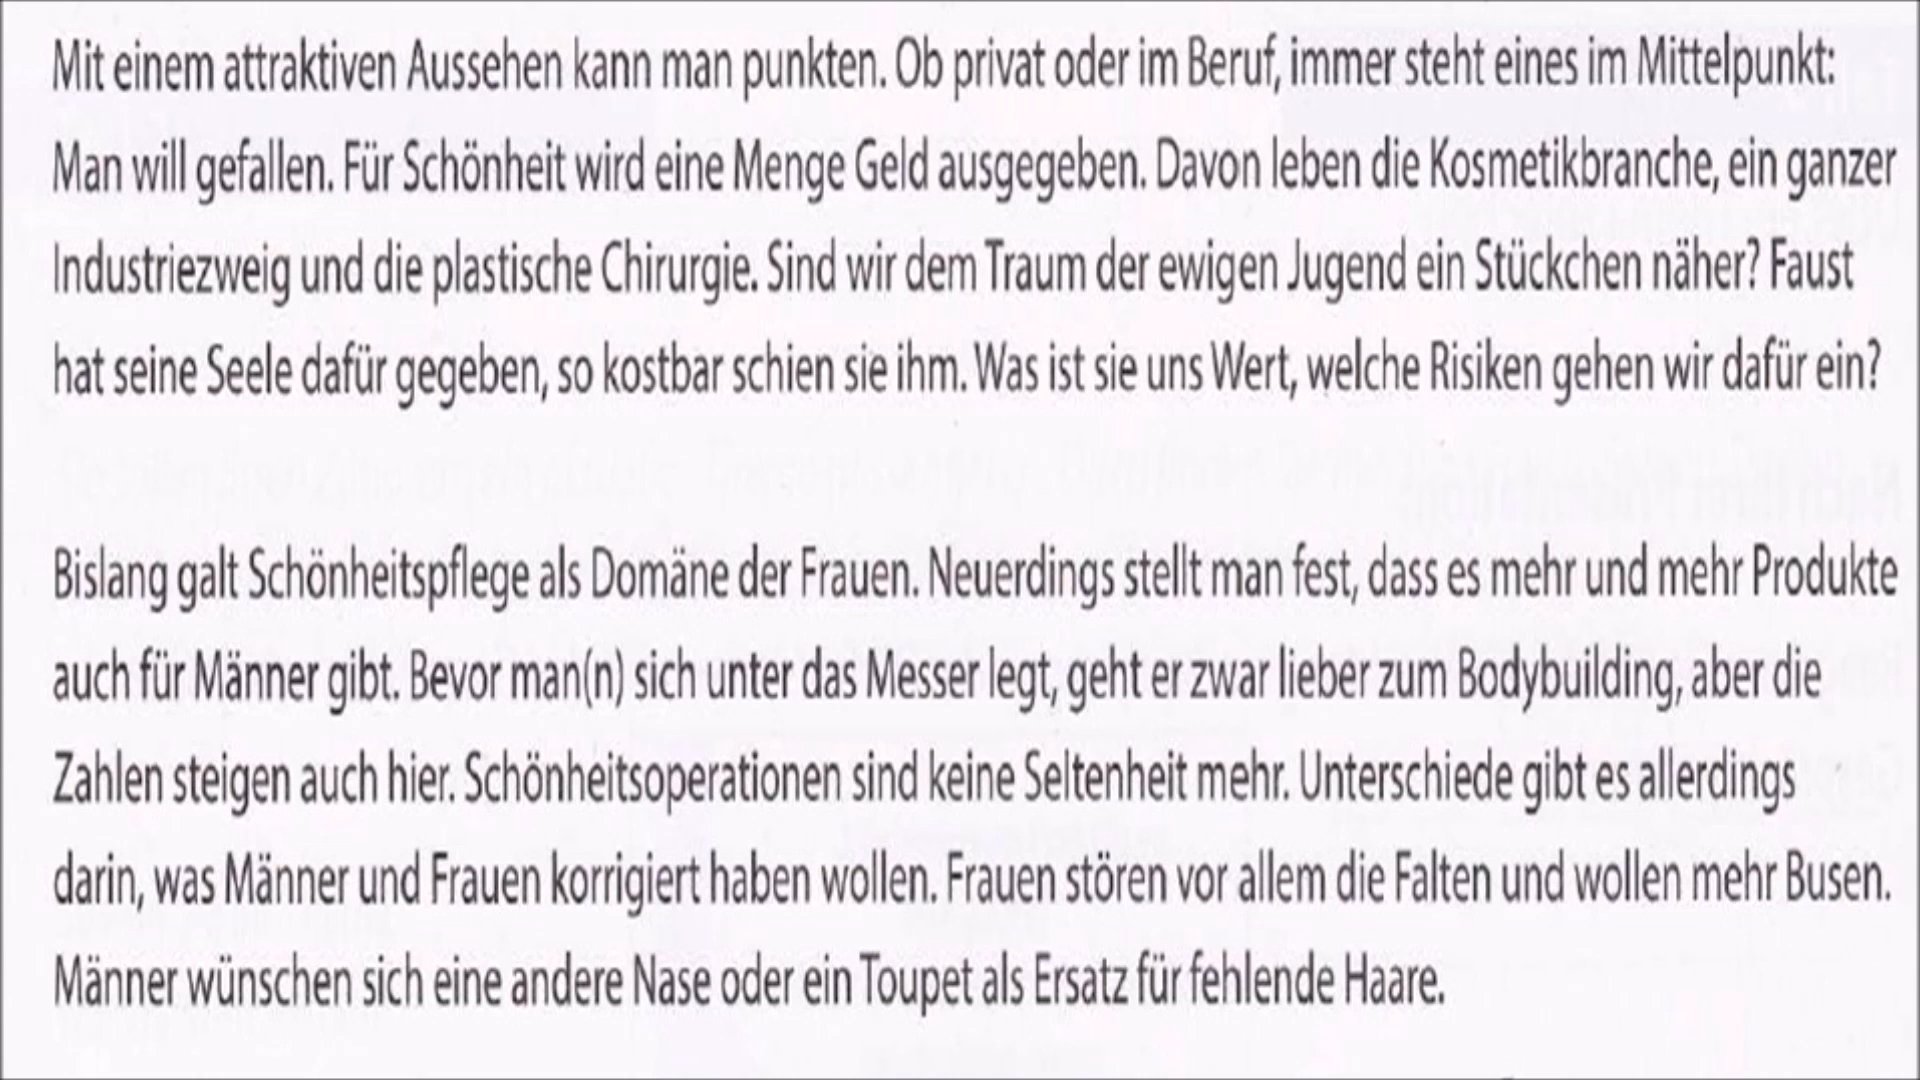 Mit einem attraktiven Aussehen kann man punkten. Ob privat oder im Beruf, immer steht eines im Mittelpunkt:
Man will gefallen. Für Schönheit wird eine Menge Geld ausgegeben. Davon leben die Kosmetikbranche, ein ganzer
Industriezweig und die plastische Chirurgie. Sind wir dem Traum der ewigen Jugend ein Stückchen näher? Faust
hat seine Seele dafür gegeben, so kostbar schien sie ihm. Was ist sie uns Wert, welche Risiken gehen wir dafür ein?
Bislang galt Schönheitspflege als Domäne der Frauen. Neuerdings stellt man fest, dass es mehr und mehr Produkte
auch für Männer gibt. Bevor man(n) sich unter das Messer legt, geht er zwar lieber zum Bodybuilding, aber die
Zahlen steigen auch hier. Schönheitsoperationen sind keine Seltenheit mehr. Unterschiede gibt es allerdings
darin, was Männer und Frauen korrigiert haben wollen. Frauen stören vor allem die Falten und wollen mehr Busen.
Männer wünschen sich eine andere Nase oder ein Toupet als Ersatz für fehlende Haare.